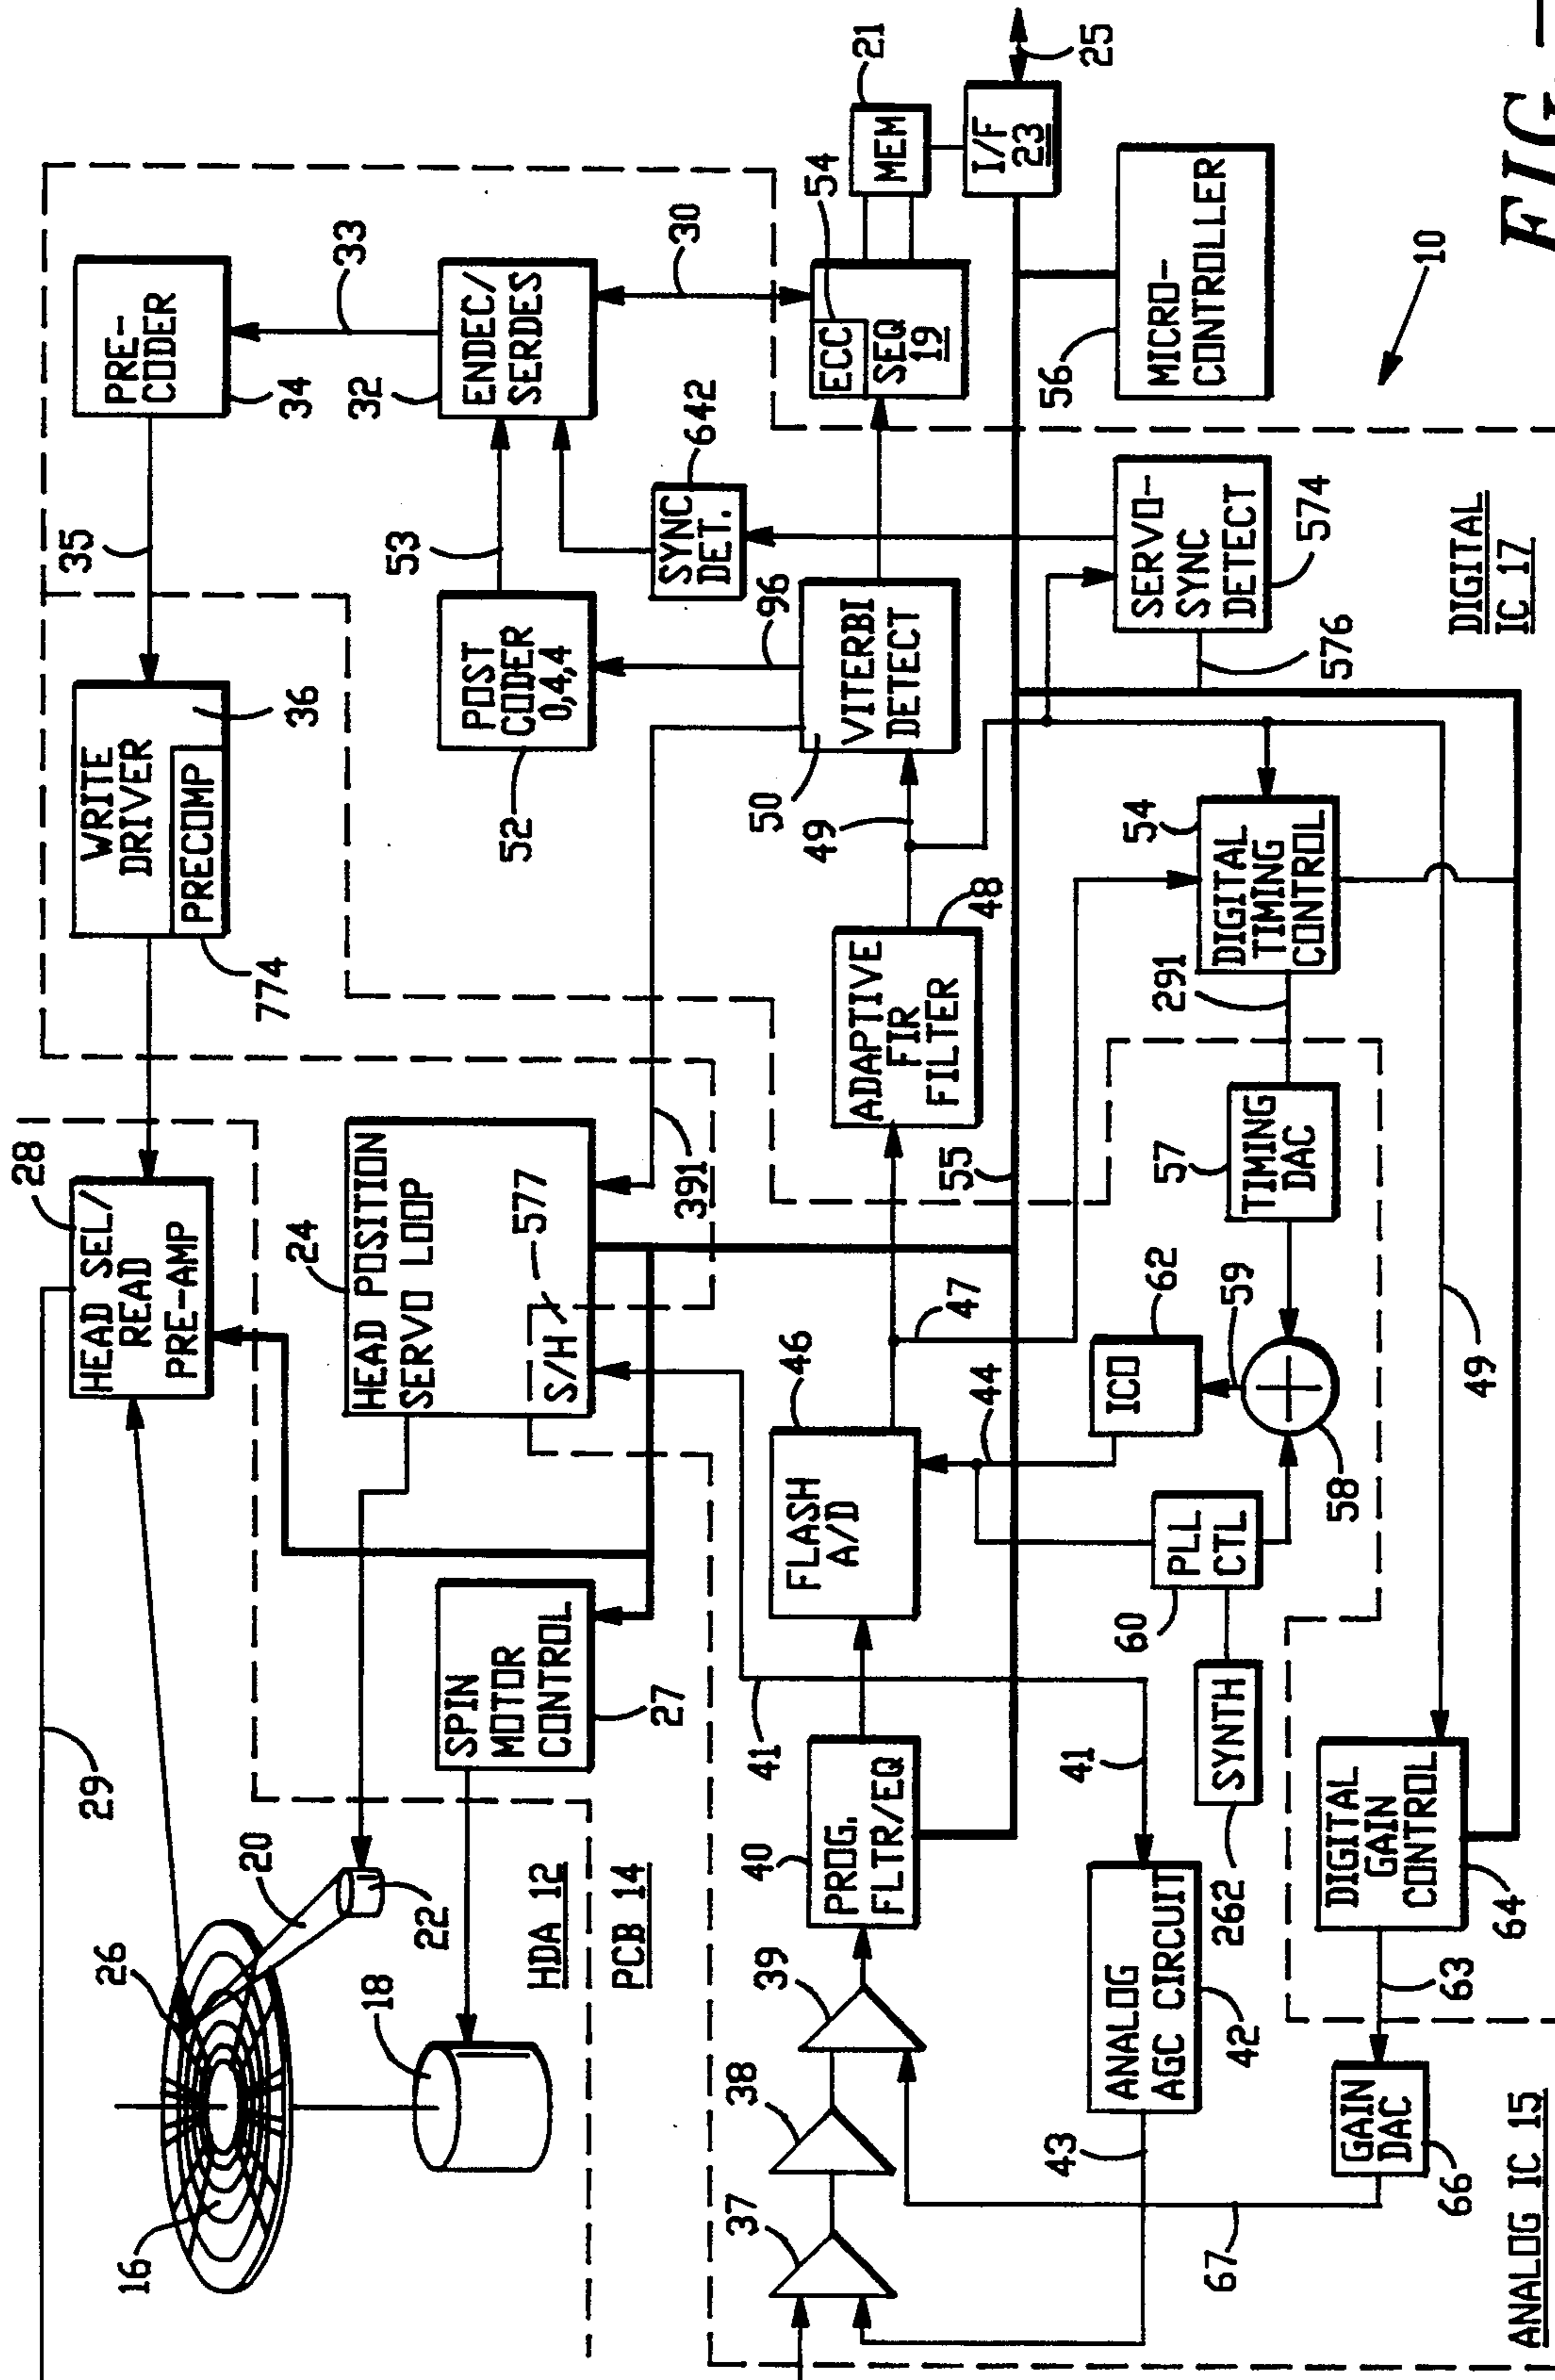 29
28
HEAD SEL/
READ
PRE-AMP
WRITE
DRIVER
PRECOMP
36
774
35
PRE-
CODER
34
33
26
20
16
22
18
HDA 12
PCB 14
24
HEAD POSITION
SERVO LOOP
S/H
577
391
SPIN
MOTOR
CONTROL
27
POST
CODER
0,4,4
52
53
32
ENDEC/
SERDES
SYNC
DET.
642
30
96
37
38
39
40
PROG.
FLTR/EQ
41
FLASH
A/D
46
47
ADAPTIVE
FIR
FILTER
48
49
50
VITERBI
DETECT
ECC
54
SEQ
19
MEM
21
I/F
23
25
55
44
43
ANALOG
AGC CIRCUIT
42
41
SYNTH
262
60
PLL
CTL
58
59
ICO
62
57
TIMING
DAC
291
DIGITAL
TIMING
CONTROL
54
SERVO-
SYNC
DETECT
574
576
56
MICRO-
CONTROLLER
10
67
GAIN
DAC
66
63
DIGITAL
GAIN
CONTROL
64
49
ANALOG IC 15
DIGITAL
IC 17
FIG_